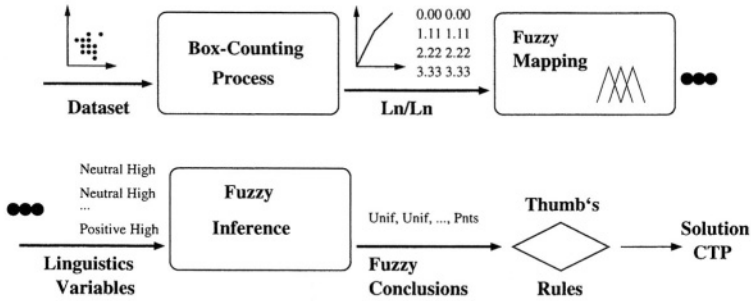 Box-Counting
Process
Dataset
0.00 0.00
1.11 1.11
2.22 2.22
3.33 3.33
Ln/Ln
Fuzzy
Mapping
Neutral High
Neutral High
...
Positive High
Linguistics
Variables
Fuzzy
Inference
Unif, Unif, ..., Pnts
Fuzzy
Conclusions
Thumb‘s
Rules
Solution
CTP